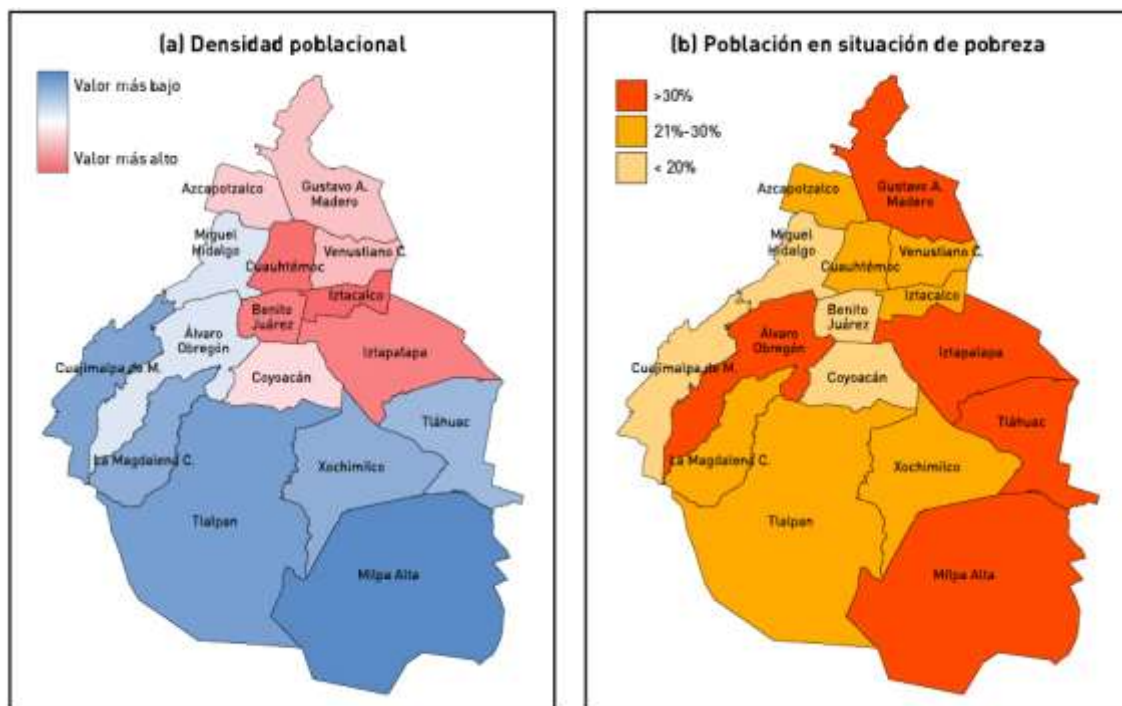 (a) Densidad poblacional
Valor más bajo
Valor más alto
Azcapotzalco
Gustavo A.
Madero
Miguel
Hidalgo
Cuauhtémoc
Venustiano C.
Iztacalco
Benito
Juárez
Álvaro
Obregón
Iztapalapa
Cuajimalpa de M.
Coyoacán
Tláhuac
La Magdalena C.
Xochimilco
Tlalpan
Milpa Alta
(b) Población en situación de pobreza
>30%
21%-30%
< 20%
Azcapotzalco
Gustavo A.
Madero
Miguel
Hidalgo
Cuauhtémoc
Venustiano C.
Iztacalco
Benito
Juárez
Álvaro
Obregón
Iztapalapa
Cuajimalpa de M.
Coyoacán
Tláhuac
La Magdalena C.
Xochimilco
Tlalpan
Milpa Alta